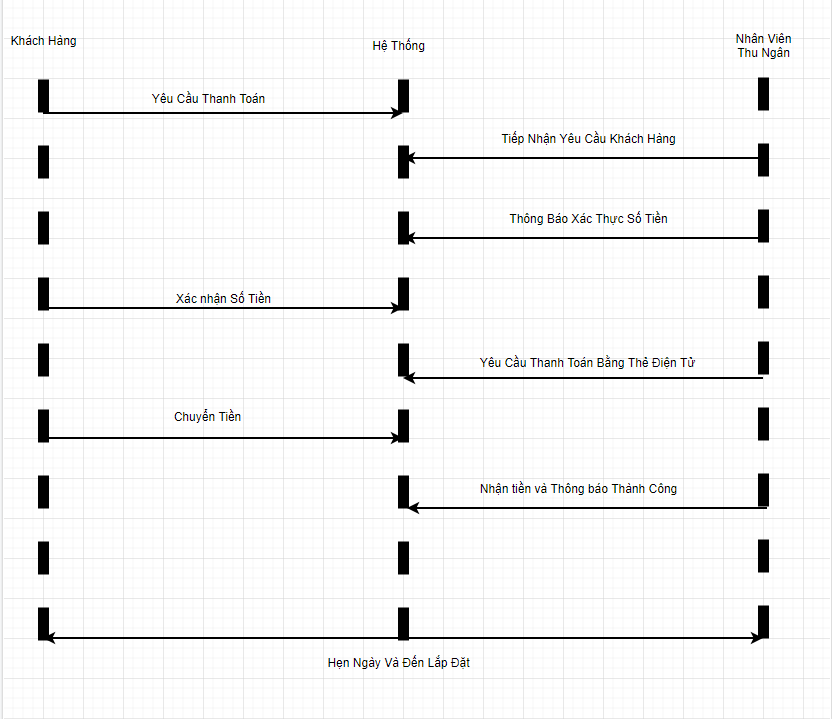 Khách Hàng
Hệ Thống
Nhân Viên
Thu Ngân
Yêu Cầu Thanh Toán
Tiếp Nhận Yêu Cầu Khách Hàng
Thông Báo Xác Thực Số Tiền
Xác nhận Số Tiền
Yêu Cầu Thanh Toán Bằng Thẻ Điện Tử
Chuyển Tiền
Nhận tiền và Thông báo Thành Công
Hẹn Ngày Và Đến Lắp Đặt